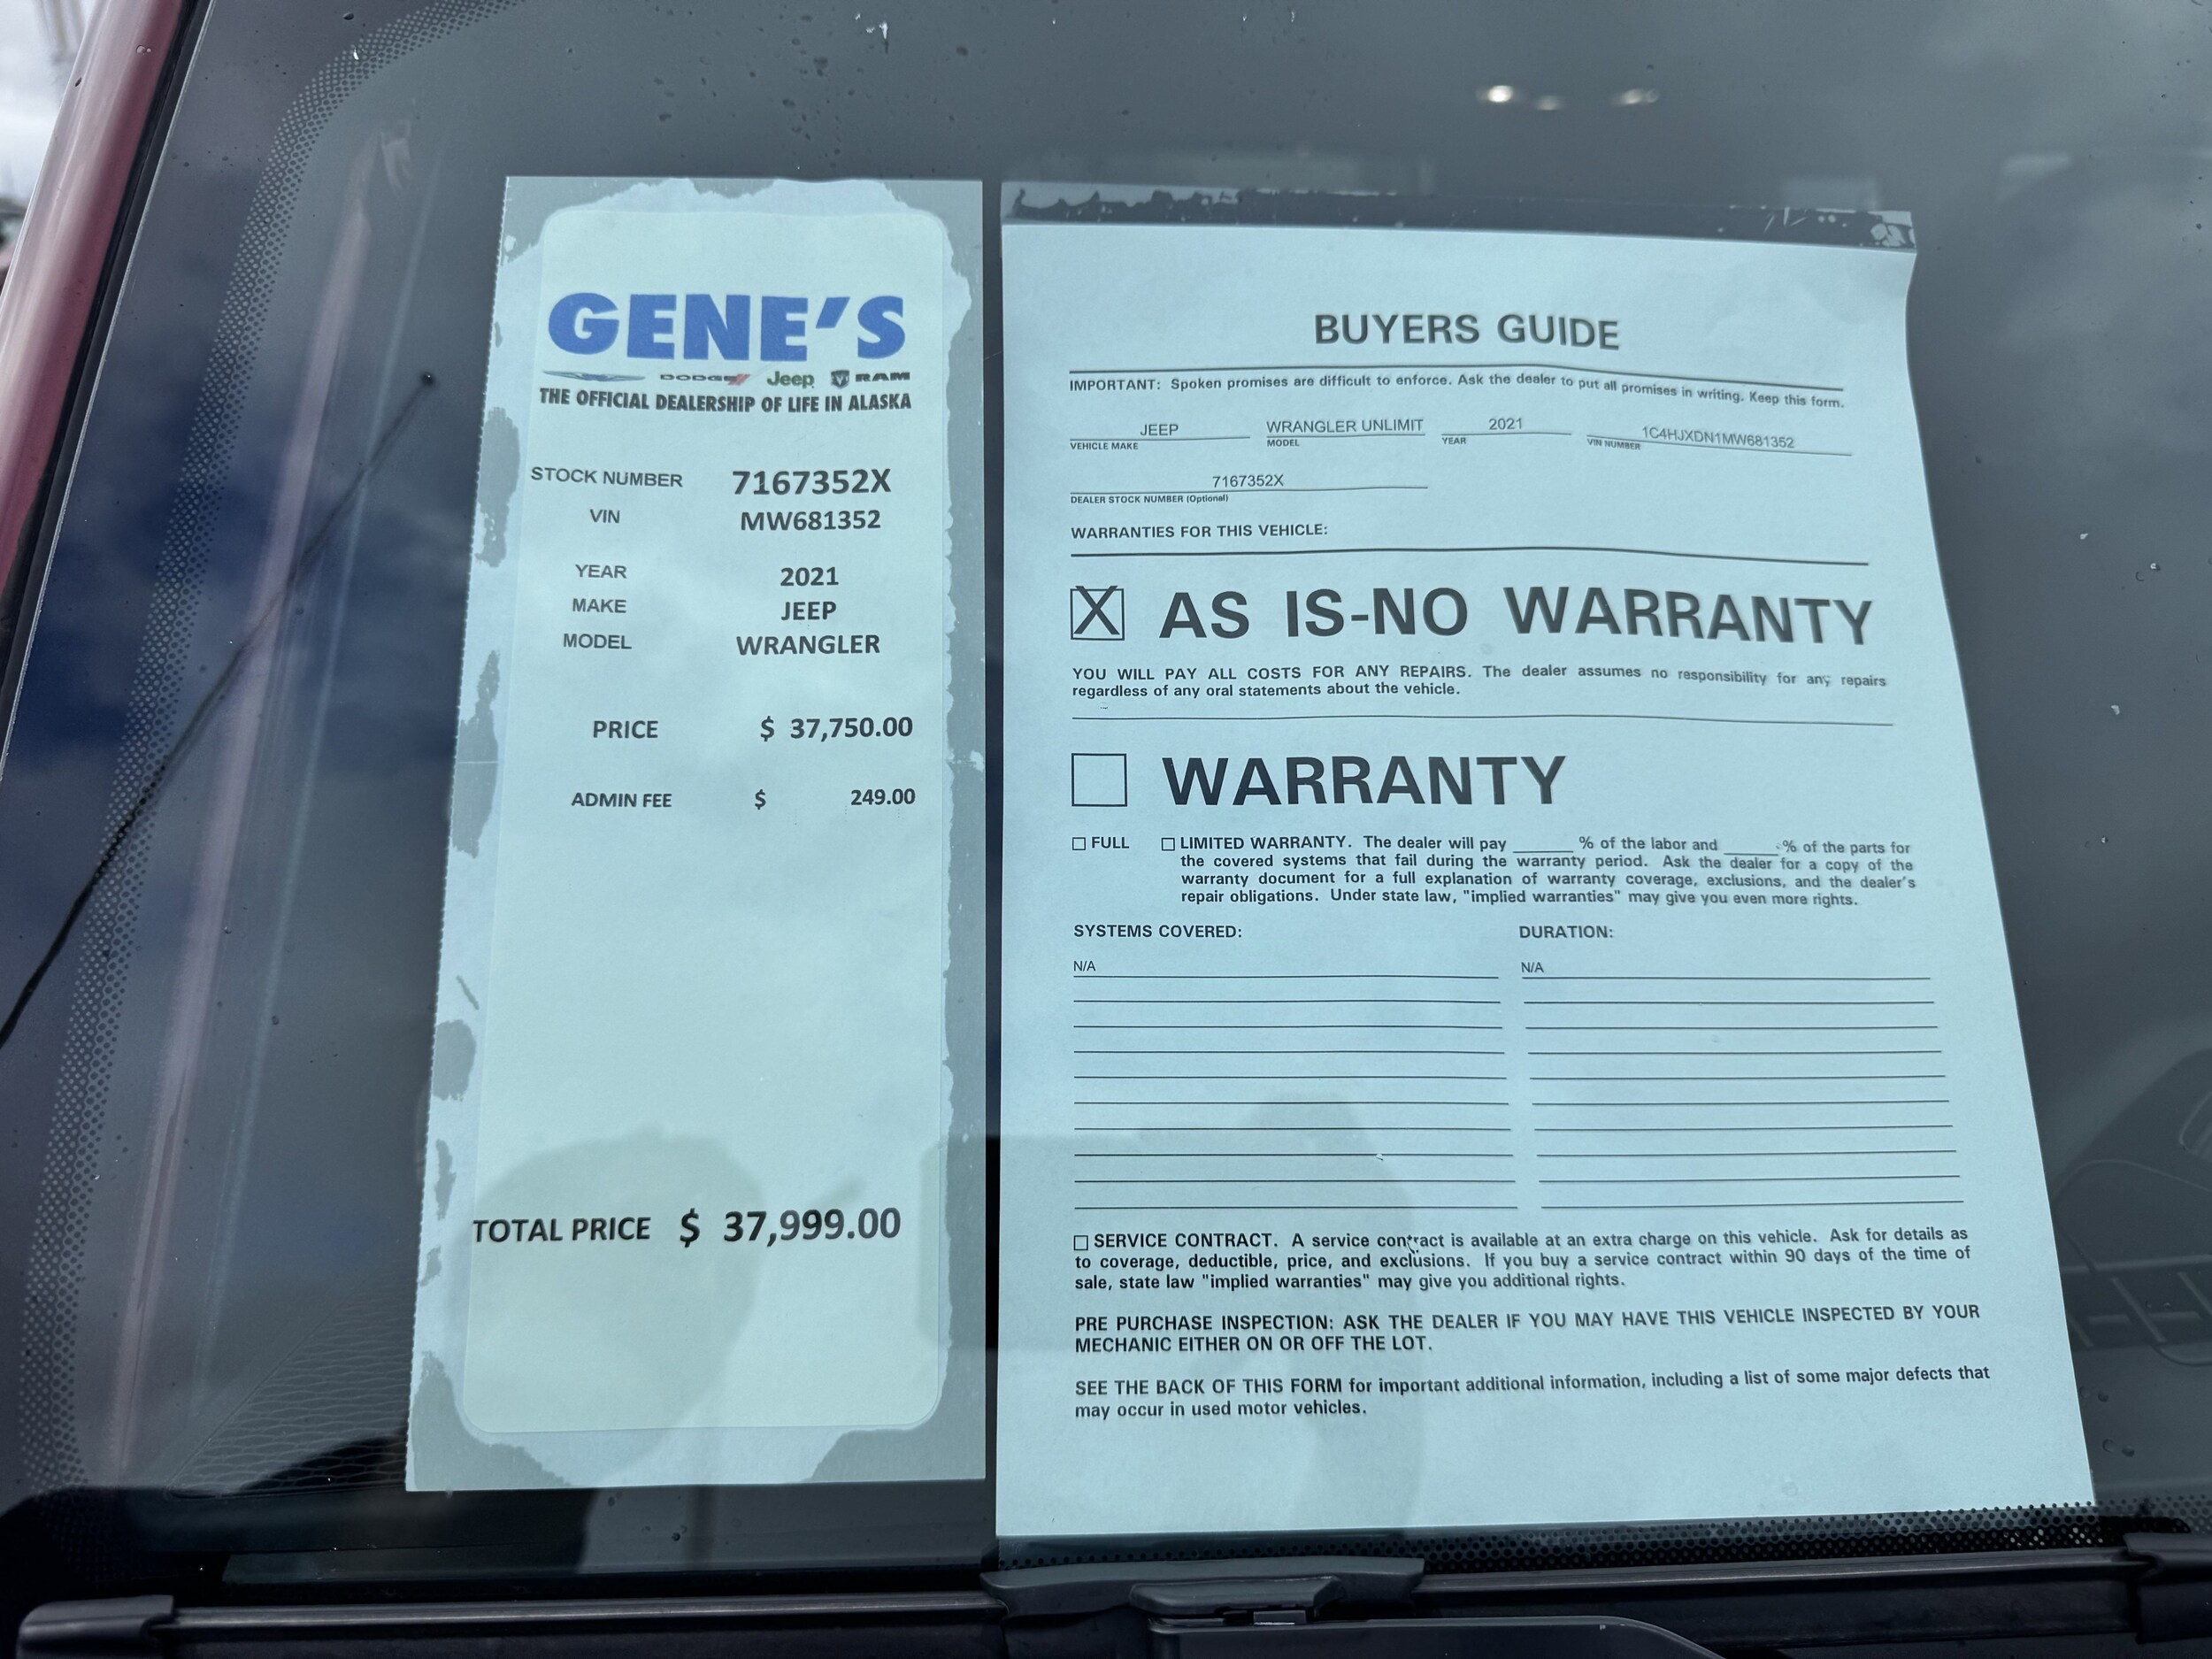 GENE'S
DODGE Jeep RAM
THE OFFICIAL DEALERSHIP OF LIFE IN ALASKA
STOCK NUMBER 7167352X
VIN MW681352
YEAR 2021
MAKE JEEP
MODEL WRANGLER
PRICE $ 37,750.00
ADMIN FEE $ 249.00
TOTAL PRICE $ 37,999.00
BUYERS GUIDE
IMPORTANT: Spoken promises are difficult to enforce. Ask the dealer to put all promises in writing. Keep this form.
JEEP WRANGLER UNLIMIT 2021 1C4HJXDN1MW681352
VEHICLE MAKE MODEL YEAR VIN NUMBER
7167352X
DEALER STOCK NUMBER (Optional)
WARRANTIES FOR THIS VEHICLE:
X AS IS-NO WARRANTY
YOU WILL PAY ALL COSTS FOR ANY REPAIRS. The dealer assumes no responsibility for any repairs
regardless of any oral statements about the vehicle.
WARRANTY
FULL LIMITED WARRANTY. The dealer will pay ______ % of the labor and ______ % of the parts for
the covered systems that fail during the warranty period. Ask the dealer for a copy of the
warranty document for a full explanation of warranty coverage, exclusions, and the dealer's
repair obligations. Under state law, "implied warranties" may give you even more rights.
SYSTEMS COVERED: DURATION:
N/A N/A
SERVICE CONTRACT. A service contract is available at an extra charge on this vehicle. Ask for details as
to coverage, deductible, price, and exclusions. If you buy a service contract within 90 days of the time of
sale, state law "implied warranties" may give you additional rights.
PRE PURCHASE INSPECTION: ASK THE DEALER IF YOU MAY HAVE THIS VEHICLE INSPECTED BY YOUR
MECHANIC EITHER ON OR OFF THE LOT.
SEE THE BACK OF THIS FORM for important additional information, including a list of some major defects that
may occur in used motor vehicles.